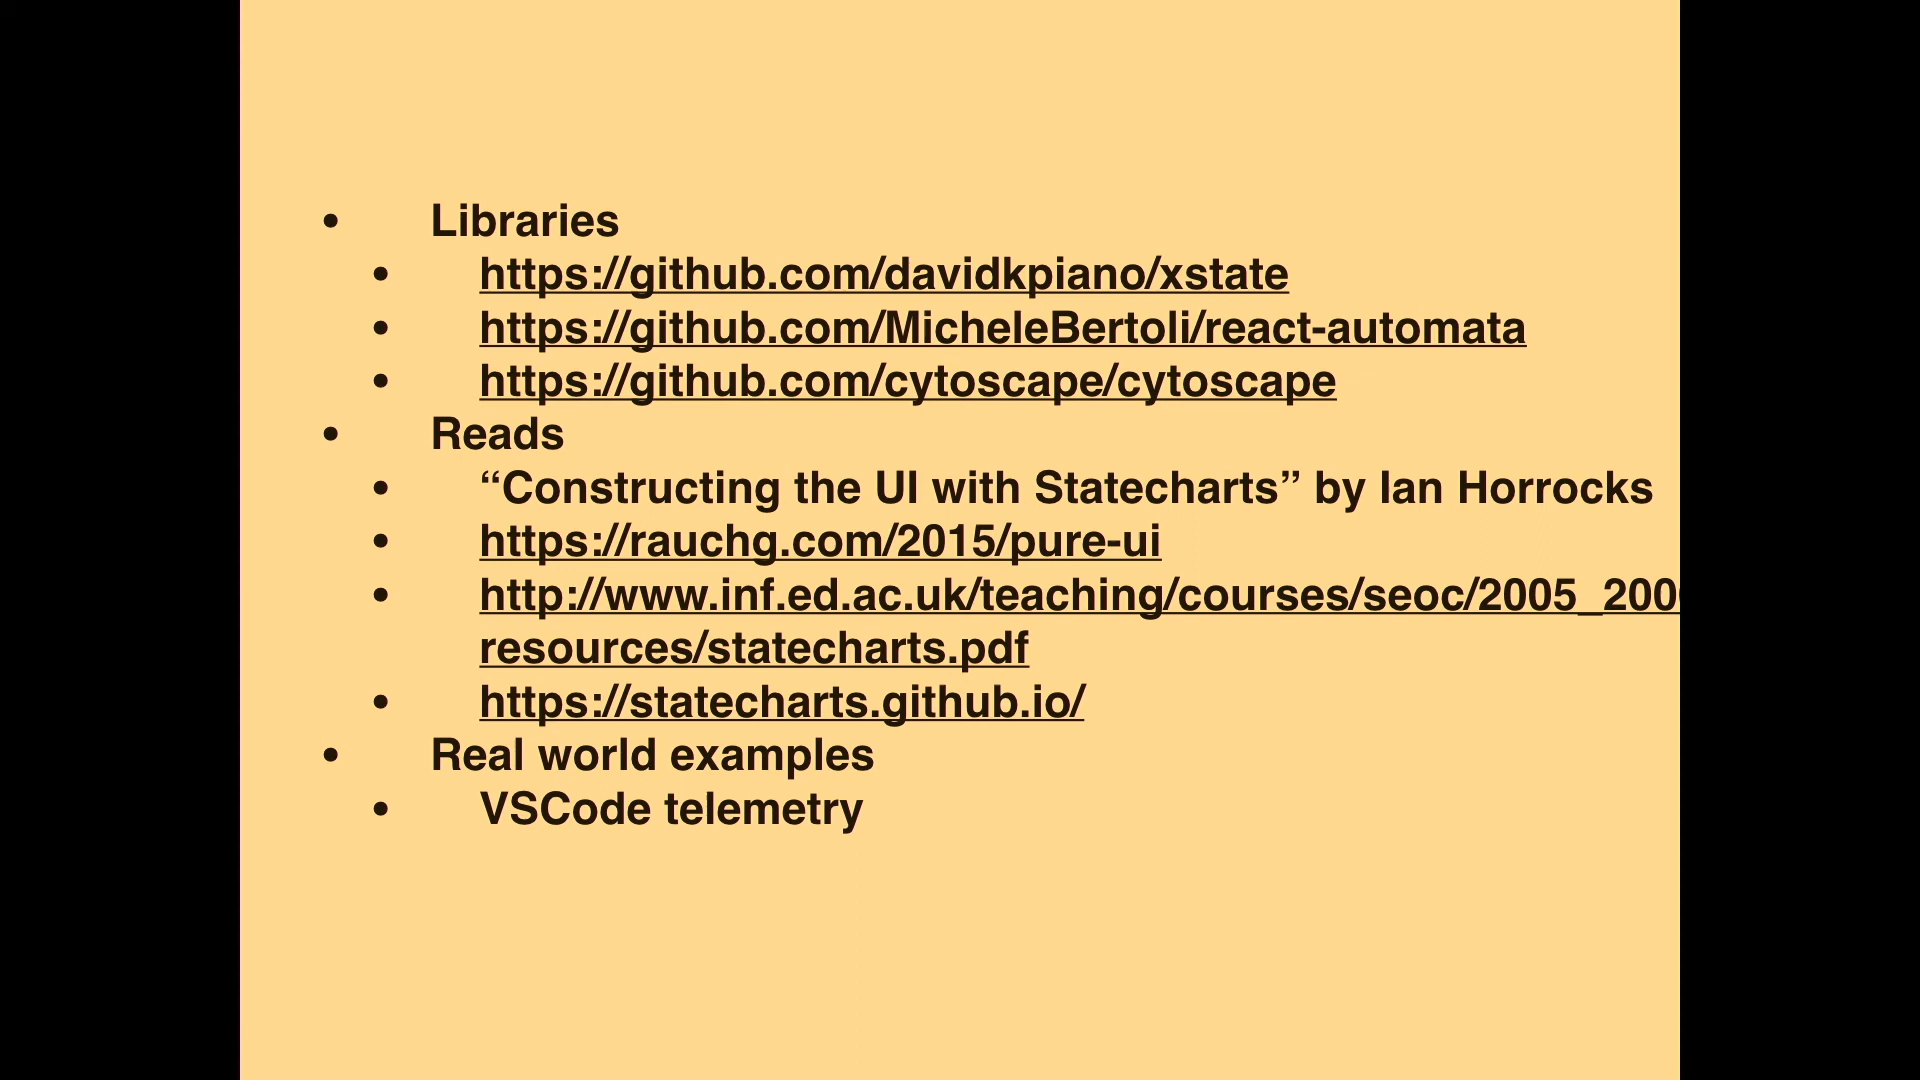 • Libraries
• https://github.com/davidkpiano/xstate
• https://github.com/MicheleBertoli/react-automata
• https://github.com/cytoscape/cytoscape
• Reads
• “Constructing the UI with Statecharts” by Ian Horrocks
• https://rauchg.com/2015/pure-ui
• http://www.inf.ed.ac.uk/teaching/courses/seoc/2005_200
resources/statecharts.pdf
• https://statecharts.github.io/
• Real world examples
• VSCode telemetry